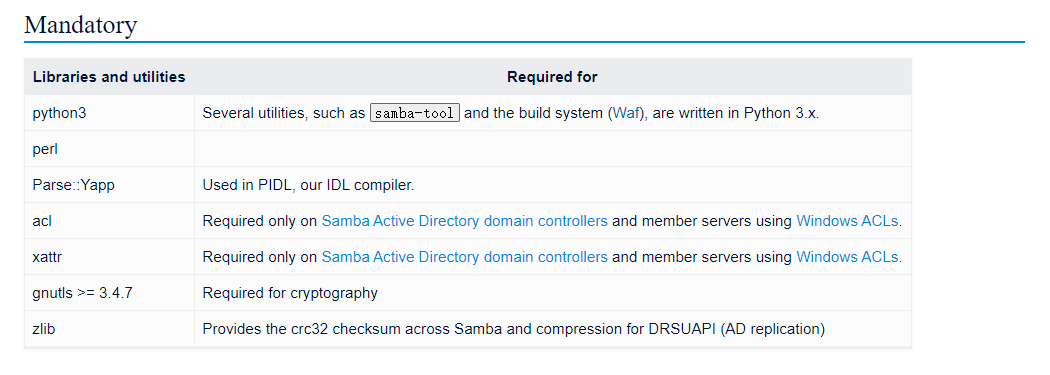 Mandatory
Libraries and utilities Required for
python3 Several utilities, such as samba-tool and the build system (Waf), are written in Python 3.x.
perl
Parse::Yapp Used in PIDL, our IDL compiler.
acl Required only on Samba Active Directory domain controllers and member servers using Windows ACLs.
xattr Required only on Samba Active Directory domain controllers and member servers using Windows ACLs.
gnutls >= 3.4.7 Required for cryptography
zlib Provides the crc32 checksum across Samba and compression for DRSUAPI (AD replication)